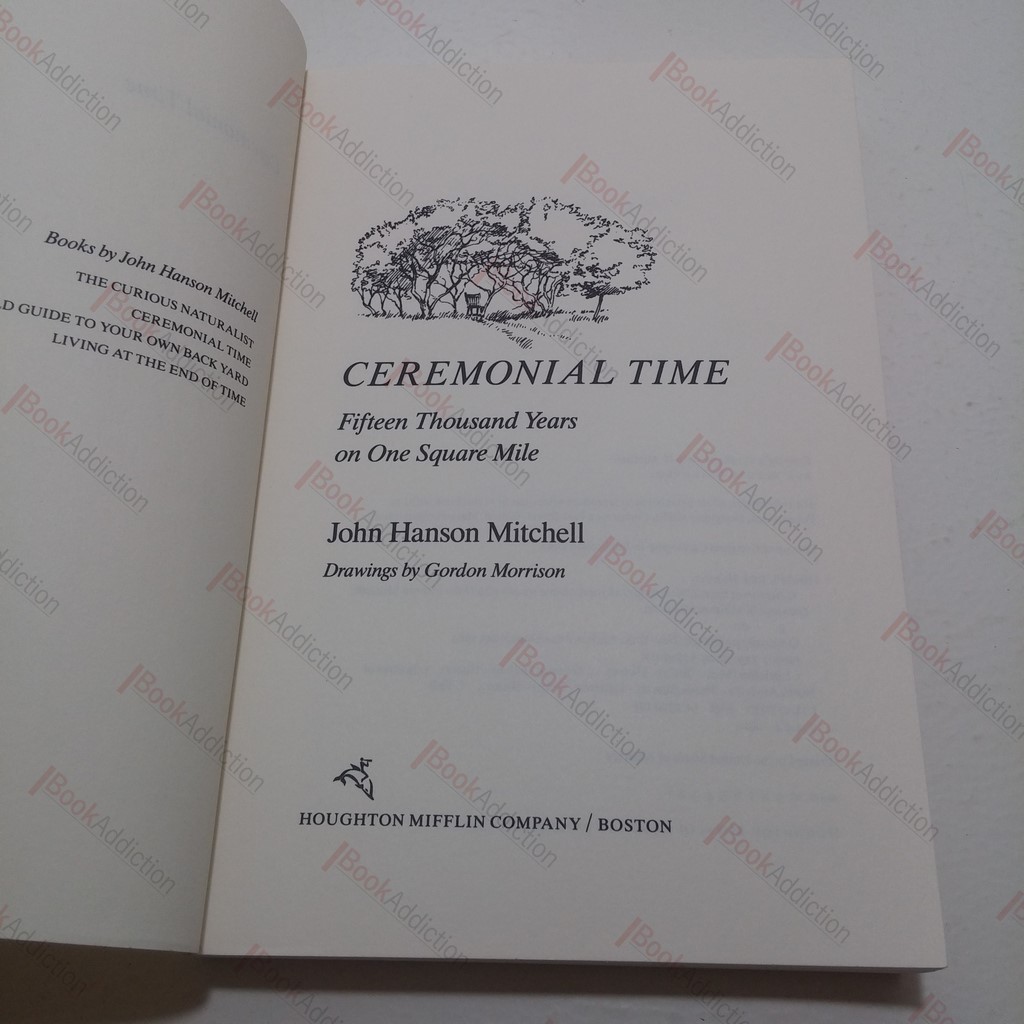 Books by John Hanson Mitchell
THE CURIOUS NATURALIST
CEREMONIAL TIME
GUIDE TO YOUR OWN BACK YARD
LIVING AT THE END OF TIME
CEREMONIAL TIME
Fifteen Thousand Years
on One Square Mile
John Hanson Mitchell
Drawings by Gordon Morrison
HOUGHTON MIFFLIN COMPANY / BOSTON
BookAddiction